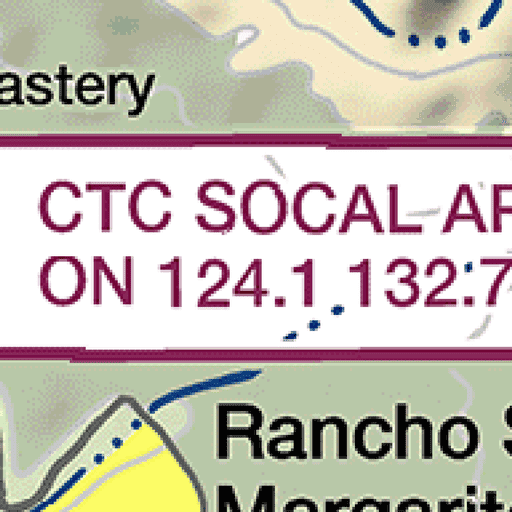 astery
CTC SOCAL AP
ON 124.1 132.7
Rancho S
Margarit